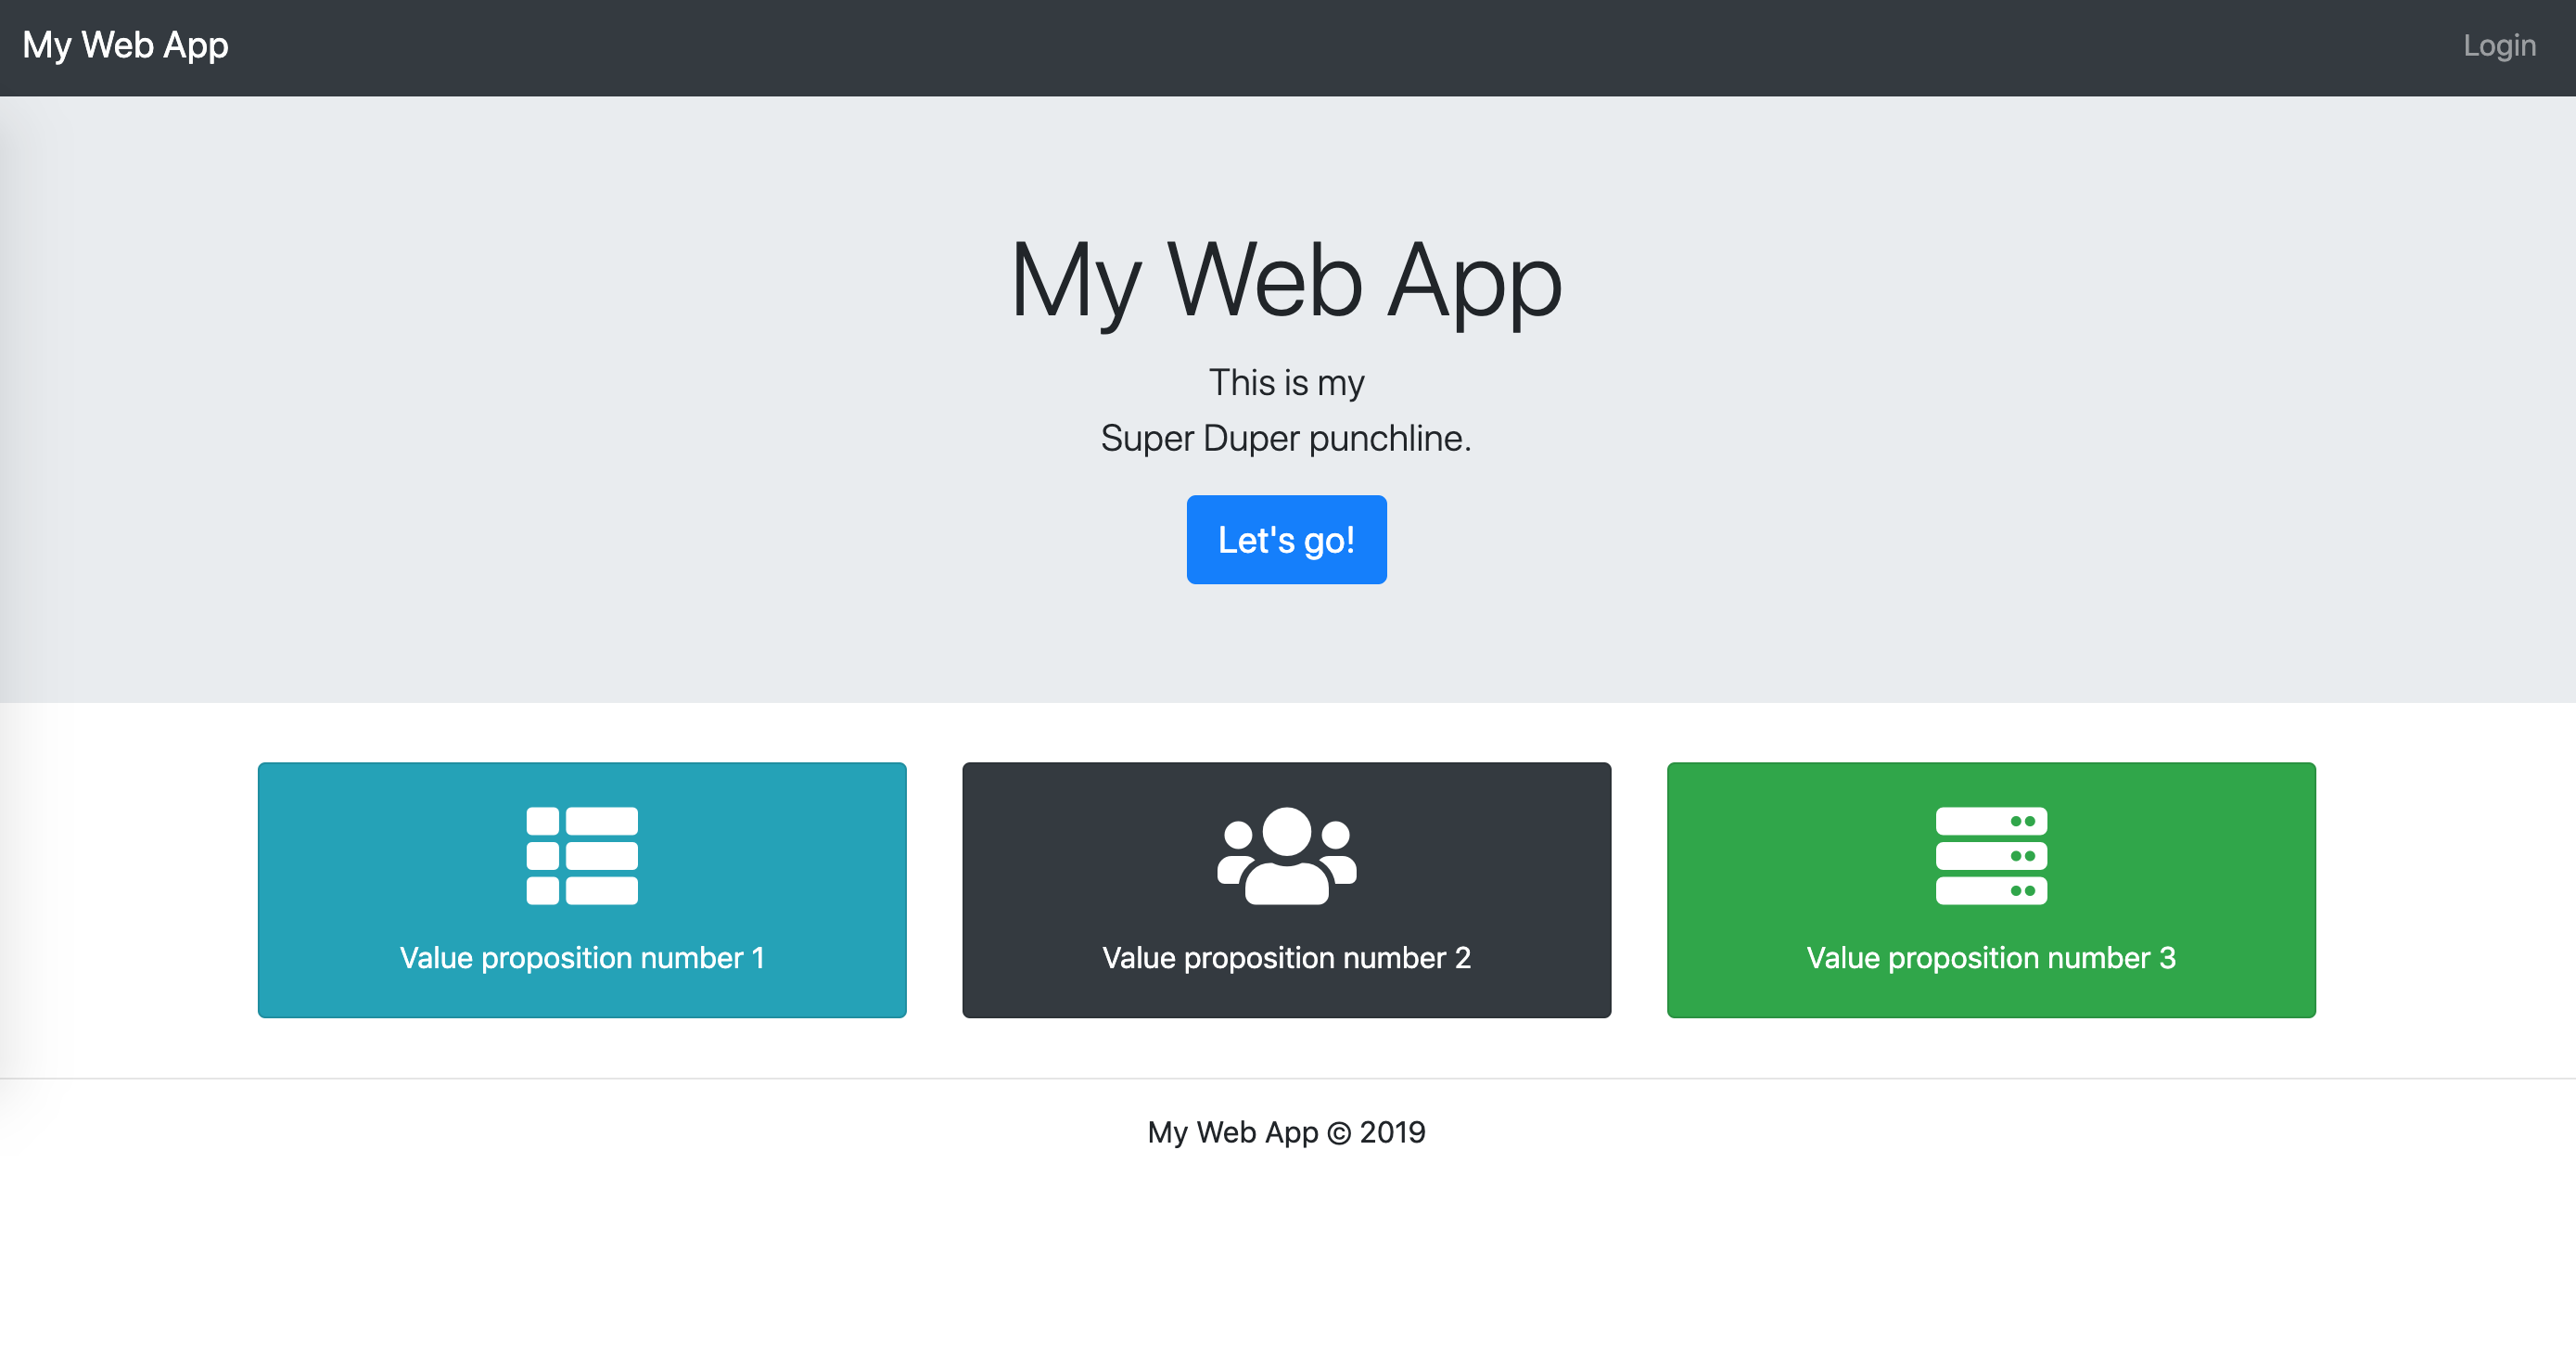 My Web App
Login
My Web App
This is my
Super Duper punchline.
Let's go!
Value proposition number 1
Value proposition number 2
Value proposition number 3
My Web App © 2019